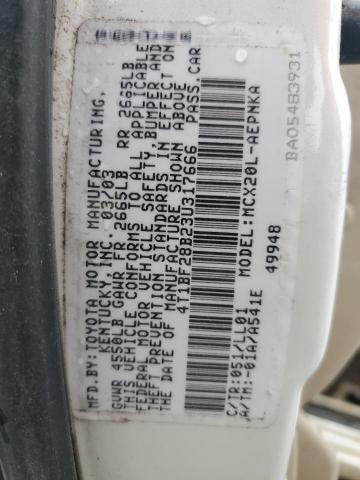 MFD.BY: TOYOTA MOTOR MANUFACTURING,
KENTUCKY, INC. 03/03
GVWR 4550LB GAWR FR 2665LB RR 2665LB
THIS VEHICLE CONFORMS TO ALL APPLICABLE
FEDERAL MOTOR VEHICLE SAFETY, BUMPER AND
THEFT PREVENTION STANDARDS IN EFFECT ON
THE DATE OF MANUFACTURE SHOWN ABOVE
4T1BF28B23U317666 PASS.CAR
C/TR:051/LL01 MODEL:MCX20L-AEPNKA
A/TM:-01A/A541E 49948
BA05483931